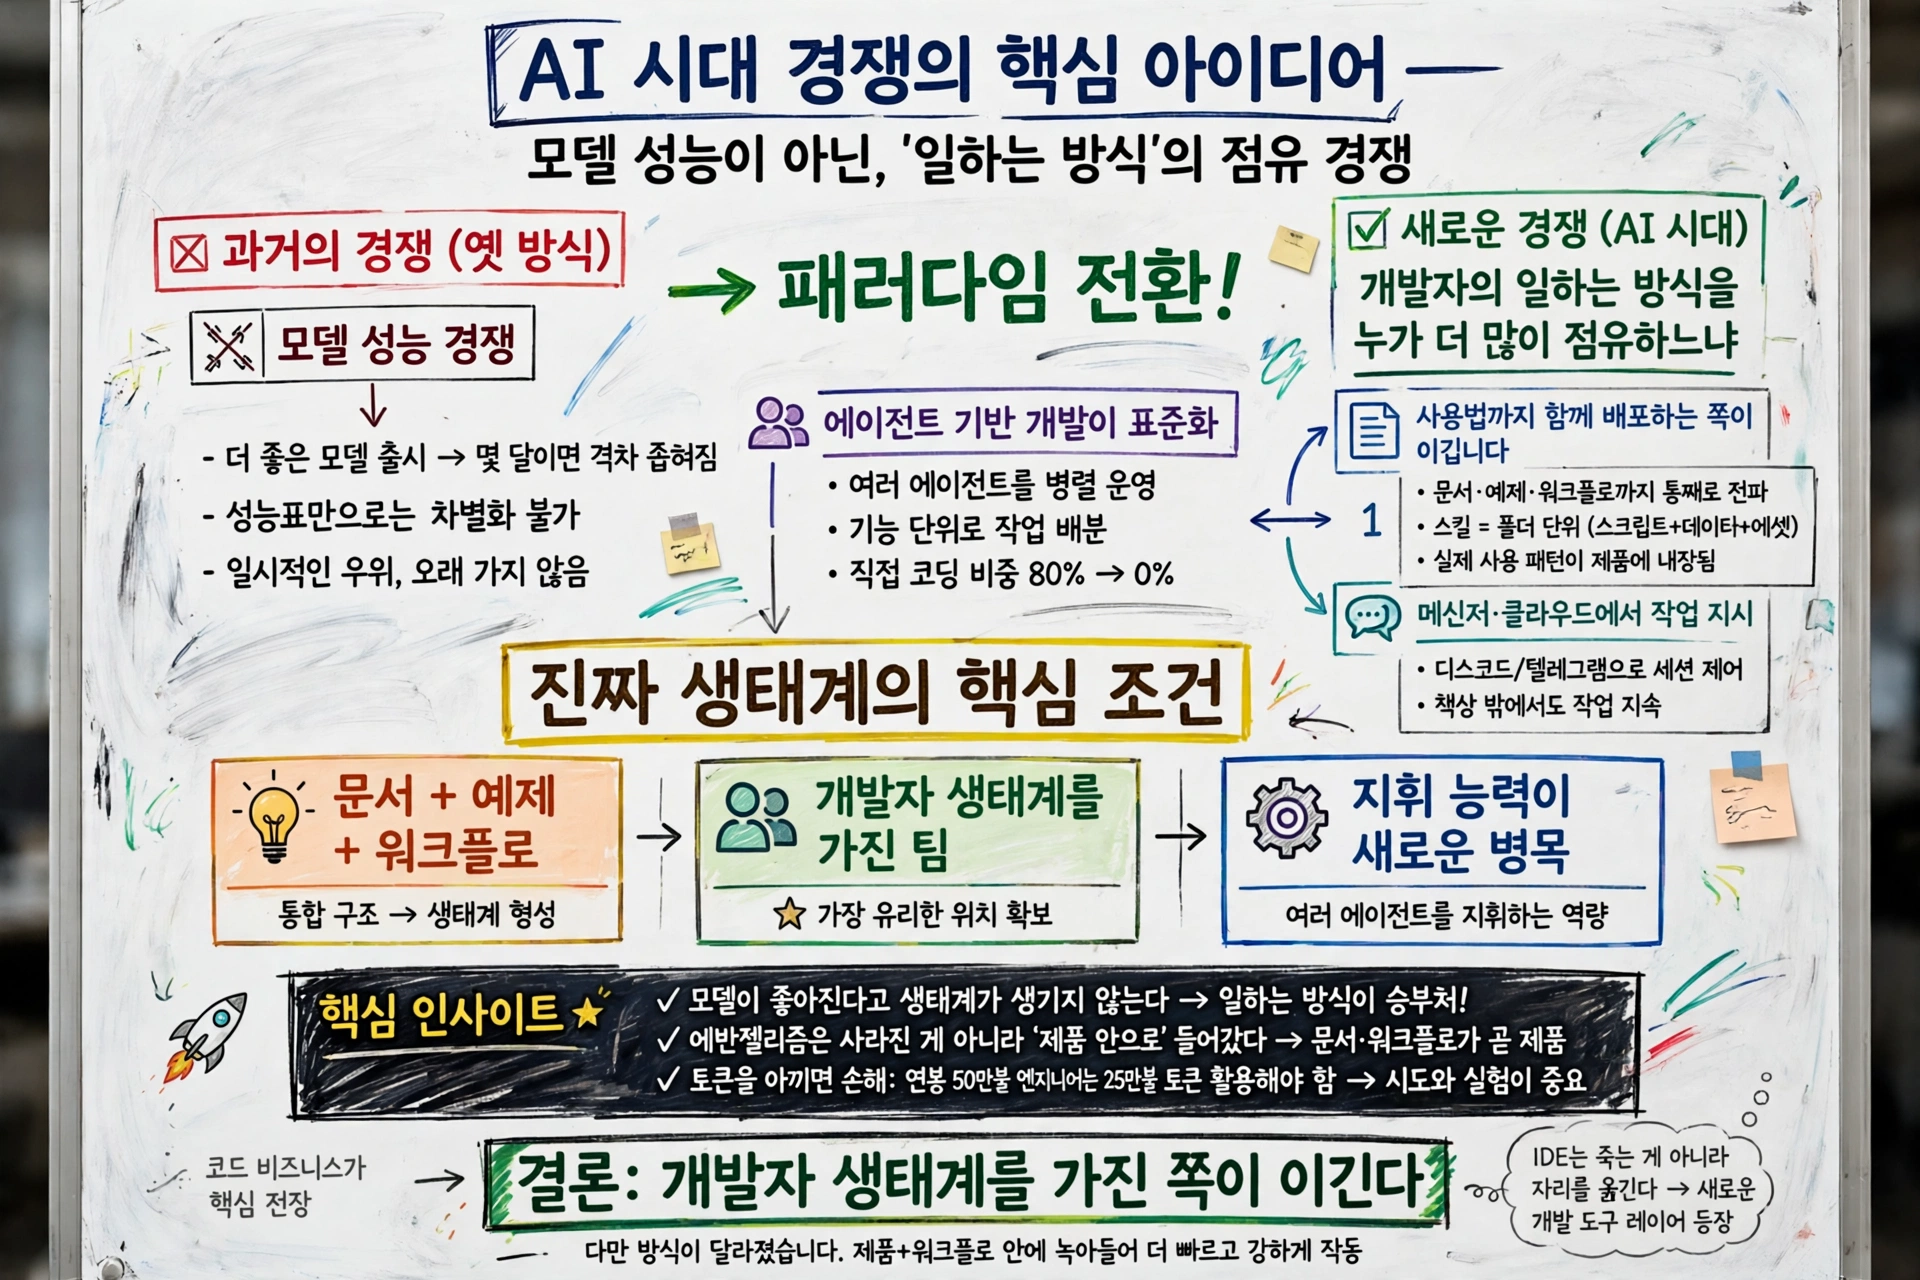 AI 시대 경쟁의 핵심 아이디어
모델 성능이 아닌, '일하는 방식'의 점유 경쟁
과거의 경쟁 (옛 방식)
모델 성능 경쟁
- 더 좋은 모델 출시 → 몇 달이면 격차 좁혀짐
- 성능표만으로는 차별화 불가
- 일시적인 우위, 오래 가지 않음
→ 패러다임 전환!
에이전트 기반 개발이 표준화
• 여러 에이전트를 병렬 운영
• 기능 단위로 작업 배분
• 직접 코딩 비중 80% → 0%
새로운 경쟁 (AI 시대)
개발자의 일하는 방식을
누가 더 많이 점유하느냐
사용법까지 함께 배포하는 쪽이
이깁니다
1
• 문서·예제·워크플로까지 통째로 전파
• 스킬 = 폴더 단위 (스크립트+데이타+에셋)
• 실제 사용 패턴이 제품에 내장됨
메신저·클라우드에서 작업 지시
• 디스코드/텔레그램으로 세션 제어
• 책상 밖에서도 작업 지속
진짜 생태계의 핵심 조건
문서 + 예제
+ 워크플로
통합 구조 → 생태계 형성
개발자 생태계를
가진 팀
가장 유리한 위치 확보
지휘 능력이
새로운 병목
여러 에이전트를 지휘하는 역량
핵심 인사이트
✓ 모델이 좋아진다고 생태계가 생기지 않는다 → 일하는 방식이 승부처!
✓ 에반젤리즘은 사라진 게 아니라 '제품 안으로' 들어갔다 → 문서·워크플로가 곧 제품
✓ 토큰을 아끼면 손해: 연봉 50만불 엔지니어는 25만불 토큰 활용해야 함 → 시도와 실험이 중요
코드 비즈니스가
핵심 전장
결론: 개발자 생태계를 가진 쪽이 이긴다
다만 방식이 달라졌습니다. 제품+워크플로 안에 녹아들어 더 빠르고 강하게 작동
IDE는 죽는 게 아니라
자리를 옮긴다 → 새로운
개발 도구 레이어 등장